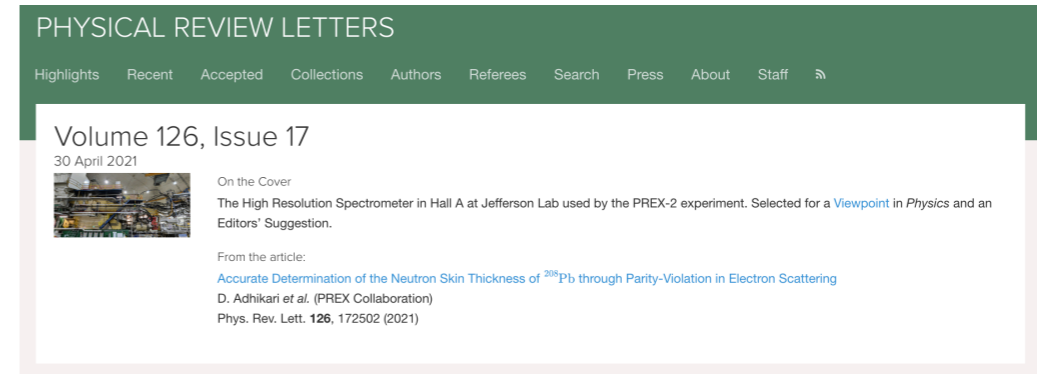 PHYSICAL REVIEW LETTERS
Highlights Recent Accepted Collections Authors Referees Search Press About Staff
Volume 126, Issue 17
30 April 2021
On the Cover
The High Resolution Spectrometer in Hall A at Jefferson Lab used by the PREX-2 experiment. Selected for a Viewpoint in Physics and an
Editors' Suggestion.
From the article:
Accurate Determination of the Neutron Skin Thickness of ²⁰⁸Pb through Parity-Violation in Electron Scattering
D. Adhikari et al. (PREX Collaboration)
Phys. Rev. Lett. 126, 172502 (2021)